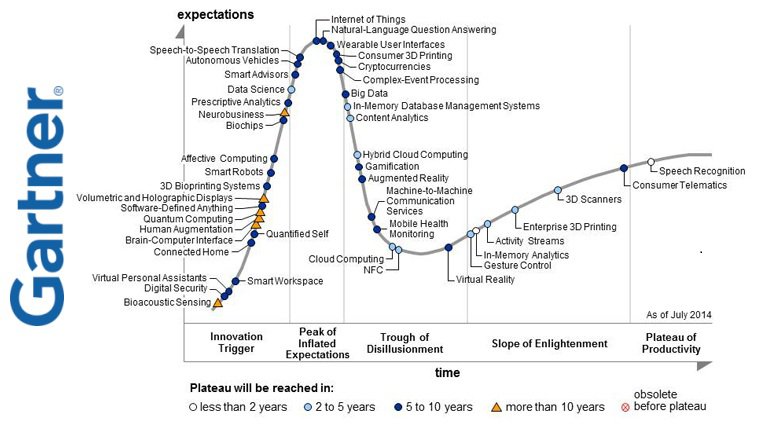 expectations
Gartner®
Internet of Things
Natural-Language Question Answering
Speech-to-Speech Translation
Wearable User Interfaces
Autonomous Vehicles
Consumer 3D Printing
Cryptocurrencies
Smart Advisors
Complex-Event Processing
Data Science
Big Data
Prescriptive Analytics
In-Memory Database Management Systems
Neurobusiness
Content Analytics
Biochips
Affective Computing
Hybrid Cloud Computing
Smart Robots
Gamification
3D Bioprinting Systems
Augmented Reality
Volumetric and Holographic Displays
Machine-to-Machine
Communication
Services
Software-Defined Anything
Quantum Computing
Human Augmentation
Mobile Health
Monitoring
Brain-Computer Interface
Quantified Self
Connected Home
Cloud Computing
NFC
Virtual Personal Assistants
Digital Security
Smart Workspace
Bioacoustic Sensing
Virtual Reality
Gesture Control
In-Memory Analytics
Activity Streams
Enterprise 3D Printing
3D Scanners
Consumer Telematics
Speech Recognition
As of July 2014
Innovation
Trigger
Peak of
Inflated
Expectations
Trough of
Disillusionment
Slope of Enlightenment
Plateau of
Productivity
time
Plateau will be reached in:
less than 2 years
2 to 5 years
5 to 10 years
more than 10 years
obsolete
before plateau